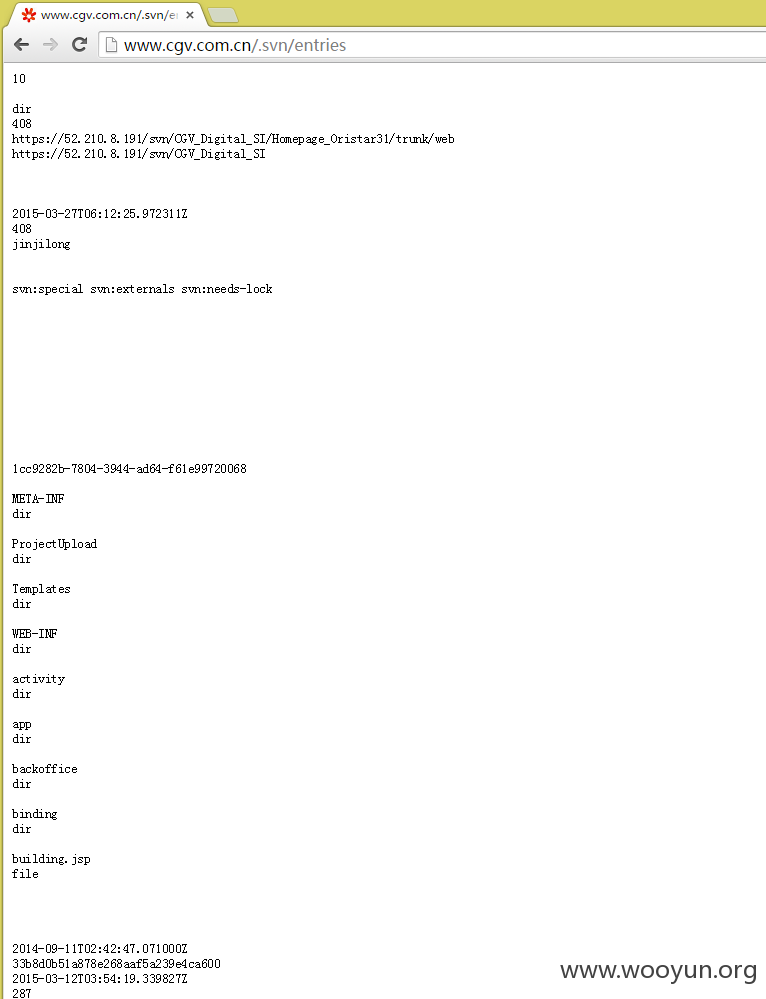 www.cgv.com.cn/.svn/e
www.cgv.com.cn/.svn/entries
10
dir
408
https://52.210.8.191/svn/CGV_Digital_SI/Homepage_Oristar31/trunk/web
https://52.210.8.191/svn/CGV_Digital_SI
2015-03-27T06:12:25.972311Z
408
jinjilong
svn:special svn:externals svn:needs-lock
1cc9282b-7804-3944-ad64-f61e99720068
META-INF
dir
ProjectUpload
dir
Templates
dir
WEB-INF
dir
activity
dir
app
dir
backoffice
dir
binding
dir
building.jsp
file
2014-09-11T02:42:47.071000Z
33b8d0b51a878e268aaf5a239e4ca600
2015-03-12T03:54:19.339827Z
287
www.wooyun.org